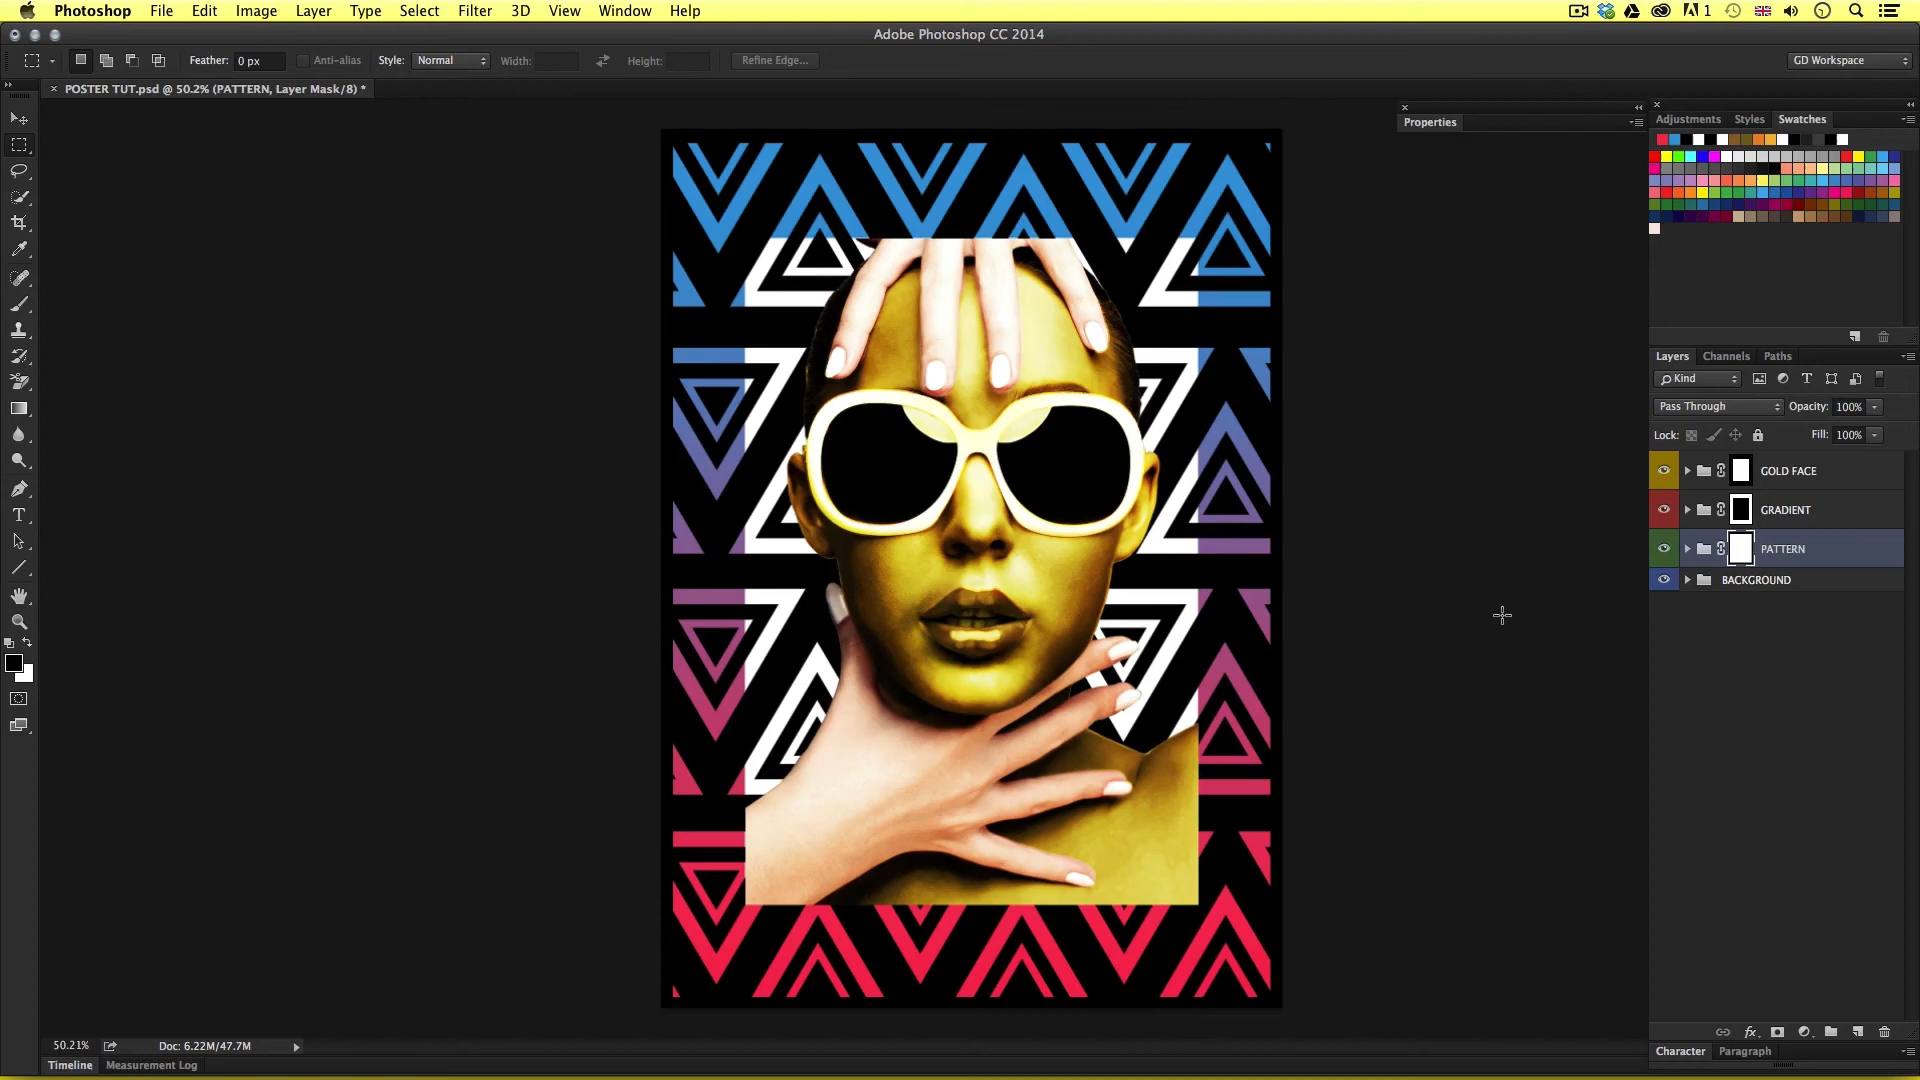 Photoshop File Edit Image Layer Type Select Filter 3D View Window Help 1
Adobe Photoshop CC 2014
Feather: 0 px Anti-alias Style: Normal Width: Height: Refine Edge... GD Workspace
× POSTER TUT.psd @ 50.2% (PATTERN, Layer Mask/8) *
Properties
Adjustments Styles Swatches
Layers Channels Paths
Kind
Pass Through Opacity: 100%
Lock: Fill: 100%
GOLD FACE
GRADIENT
PATTERN
BACKGROUND
50.21% Doc: 6.22M/47.7M
Timeline Measurement Log
Character Paragraph